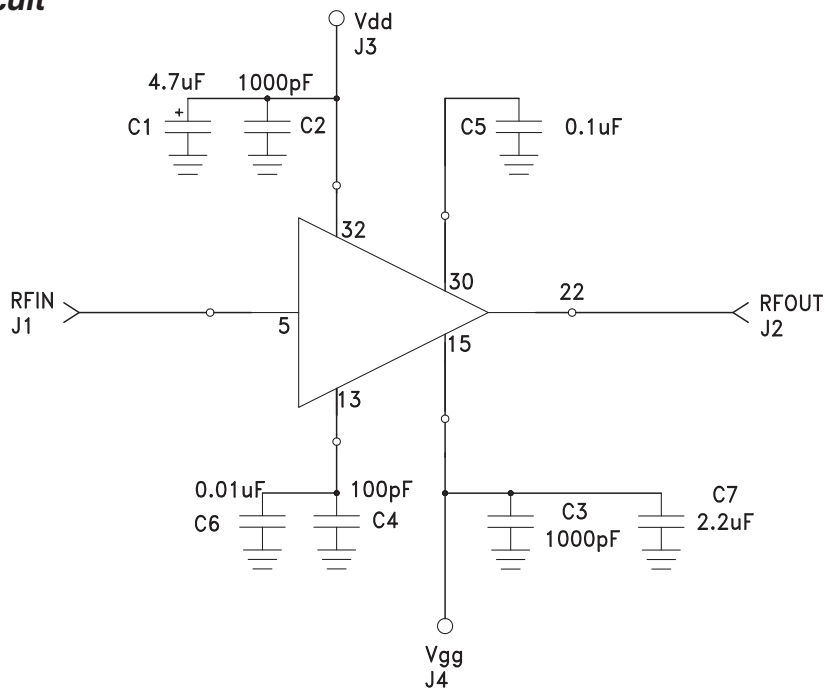 Vdd
J3
4.7uF
1000pF
+
C1
C2
C5
0.1uF
32
30
RFIN
J1
5
22
RFOUT
J2
15
13
0.01uF
100pF
C6
C4
C3
1000pF
C7
2.2uF
Vgg
J4